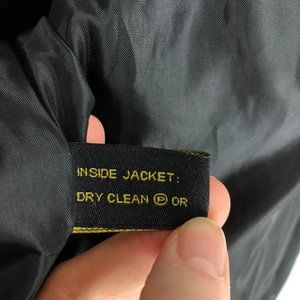 INSIDE JACKET:
DRY CLEAN Ⓟ OR